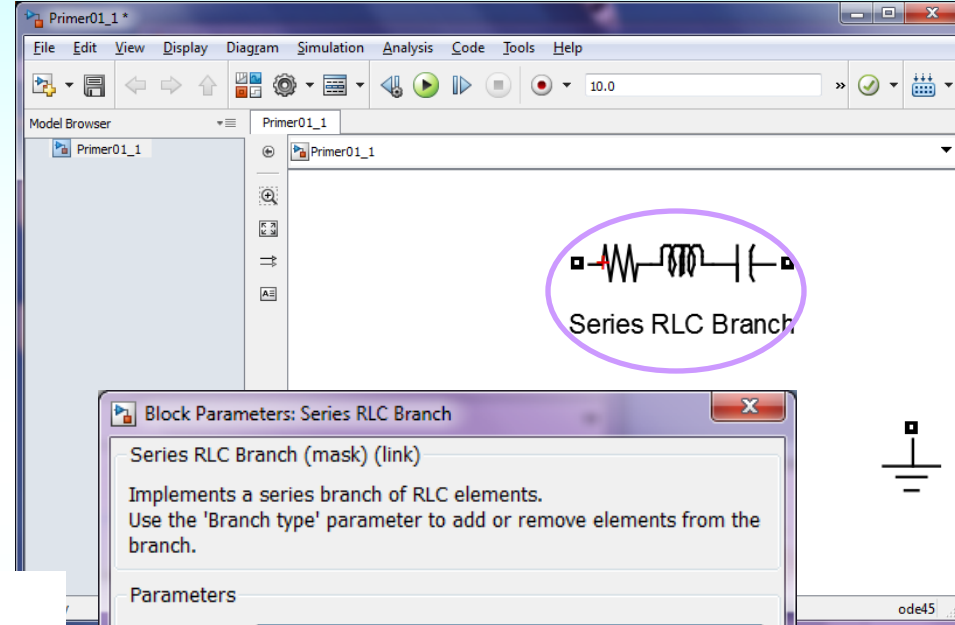 Primer01_1 *
File Edit View Display Diagram Simulation Analysis Code Tools Help
10.0 »
Model Browser
Primer01_1
Primer01_1
Primer01_1
Series RLC Branch
Block Parameters: Series RLC Branch
Series RLC Branch (mask) (link)
Implements a series branch of RLC elements.
Use the 'Branch type' parameter to add or remove elements from the
branch.
Parameters
ode45